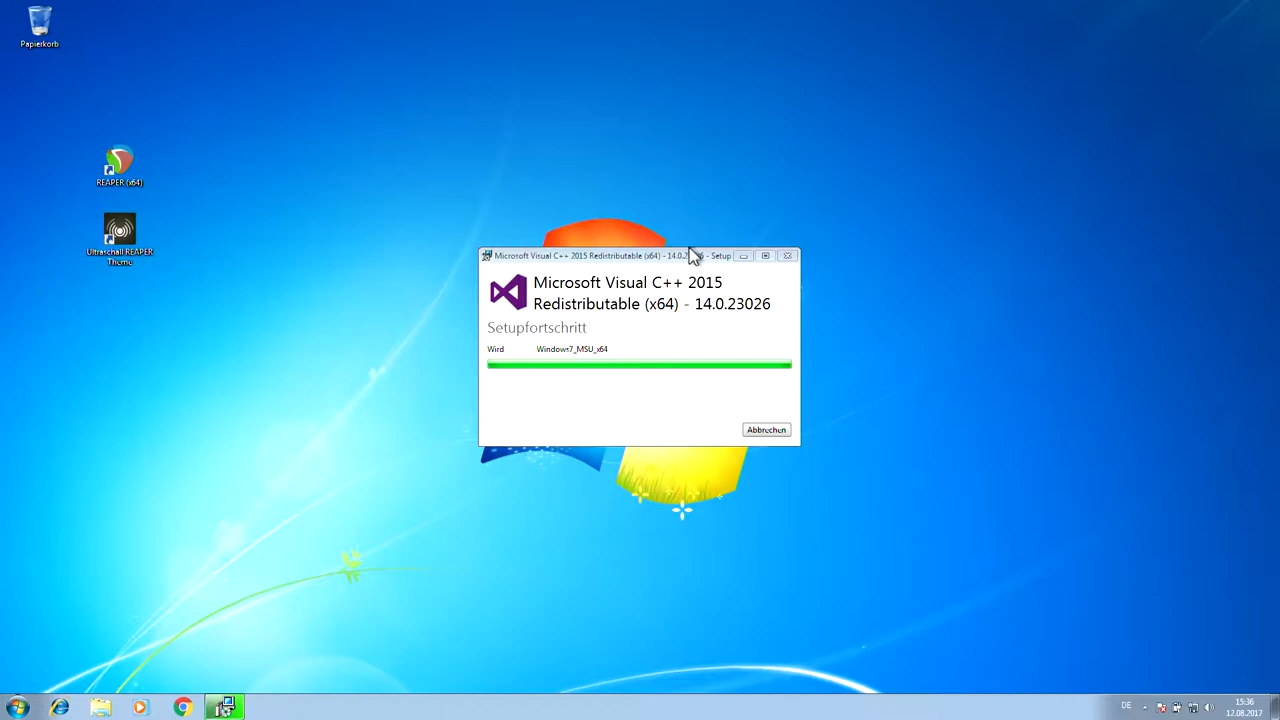 Papierkorb
REAPER (x64)
Ultraschall REAPER
Theme
Microsoft Visual C++ 2015 Redistributable (x64) - 14.0.2 - Setup
Microsoft Visual C++ 2015
Redistributable (x64) - 14.0.23026
Setupfortschritt
Wird Windows7_MSU_x64
Abbrechen
DE
15:36
12.08.2017